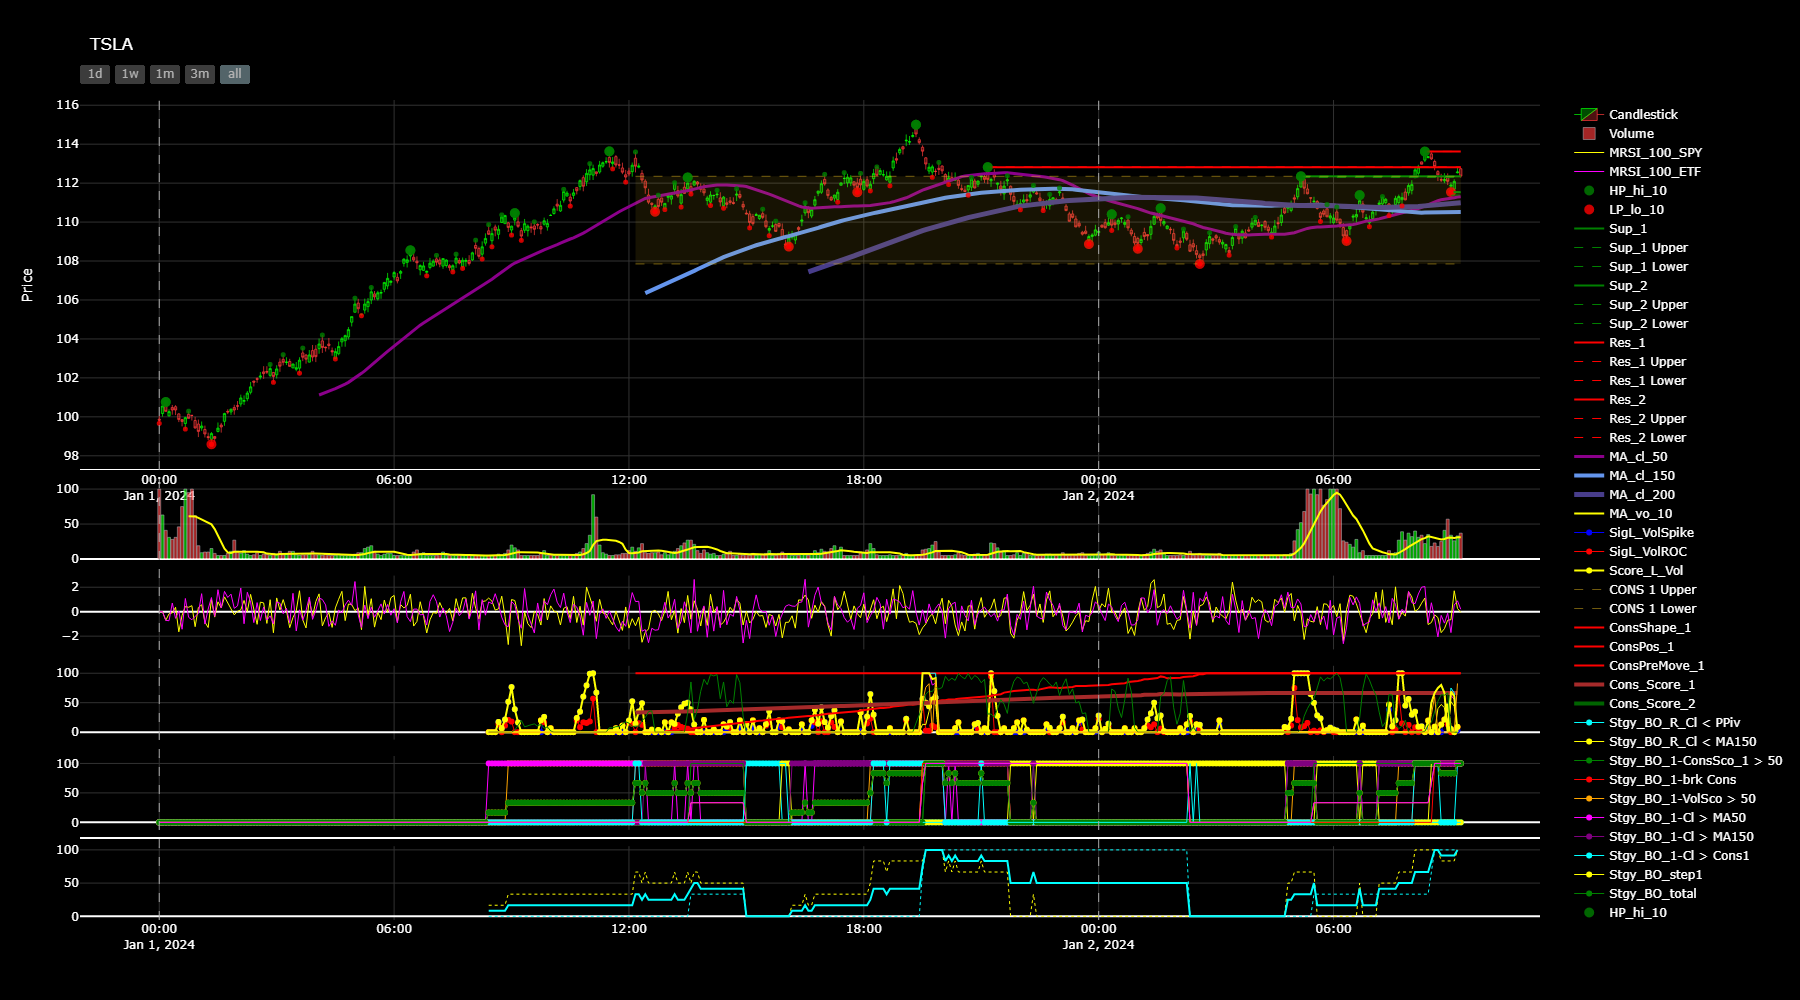 TSLA
1d 1w 1m 3m all
Price
116
114
112
110
108
106
104
102
100
98
00:00 06:00 12:00 18:00 00:00 06:00
Jan 1, 2024 Jan 2, 2024
100
50
0
2
0
−2
100
50
0
100
50
0
100
50
0
00:00 06:00 12:00 18:00 00:00 06:00
Jan 1, 2024 Jan 2, 2024
Candlestick
Volume
MRSI_100_SPY
MRSI_100_ETF
HP_hi_10
LP_lo_10
Sup_1
Sup_1 Upper
Sup_1 Lower
Sup_2
Sup_2 Upper
Sup_2 Lower
Res_1
Res_1 Upper
Res_1 Lower
Res_2
Res_2 Upper
Res_2 Lower
MA_cl_50
MA_cl_150
MA_cl_200
MA_vo_10
SigL_VolSpike
SigL_VolROC
Score_L_Vol
CONS 1 Upper
CONS 1 Lower
ConsShape_1
ConsPos_1
ConsPreMove_1
Cons_Score_1
Cons_Score_2
Stgy_BO_R_Cl < PPiv
Stgy_BO_R_Cl < MA150
Stgy_BO_1-ConsSco_1 > 50
Stgy_BO_1-brk Cons
Stgy_BO_1-VolSco > 50
Stgy_BO_1-Cl > MA50
Stgy_BO_1-Cl > MA150
Stgy_BO_1-Cl > Cons1
Stgy_BO_step1
Stgy_BO_total
HP_hi_10